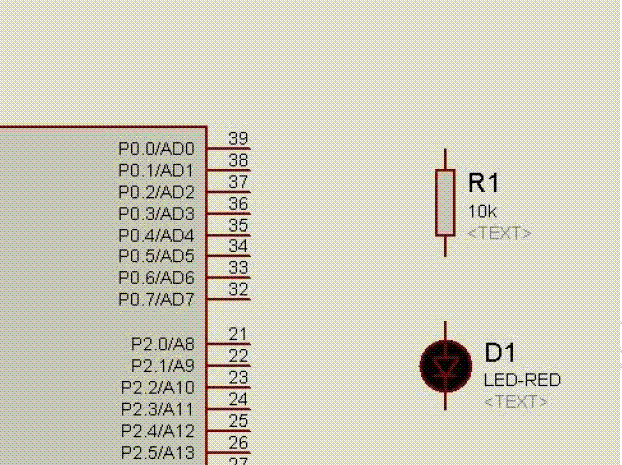 P0.0/AD0 39
P0.1/AD1 38
P0.2/AD2 37
P0.3/AD3 36
P0.4/AD4 35
P0.5/AD5 34
P0.6/AD6 33
P0.7/AD7 32
P2.0/A8 21
P2.1/A9 22
P2.2/A10 23
P2.3/A11 24
P2.4/A12 25
P2.5/A13 26
27
R1
10k
<TEXT>
D1
LED-RED
<TEXT>